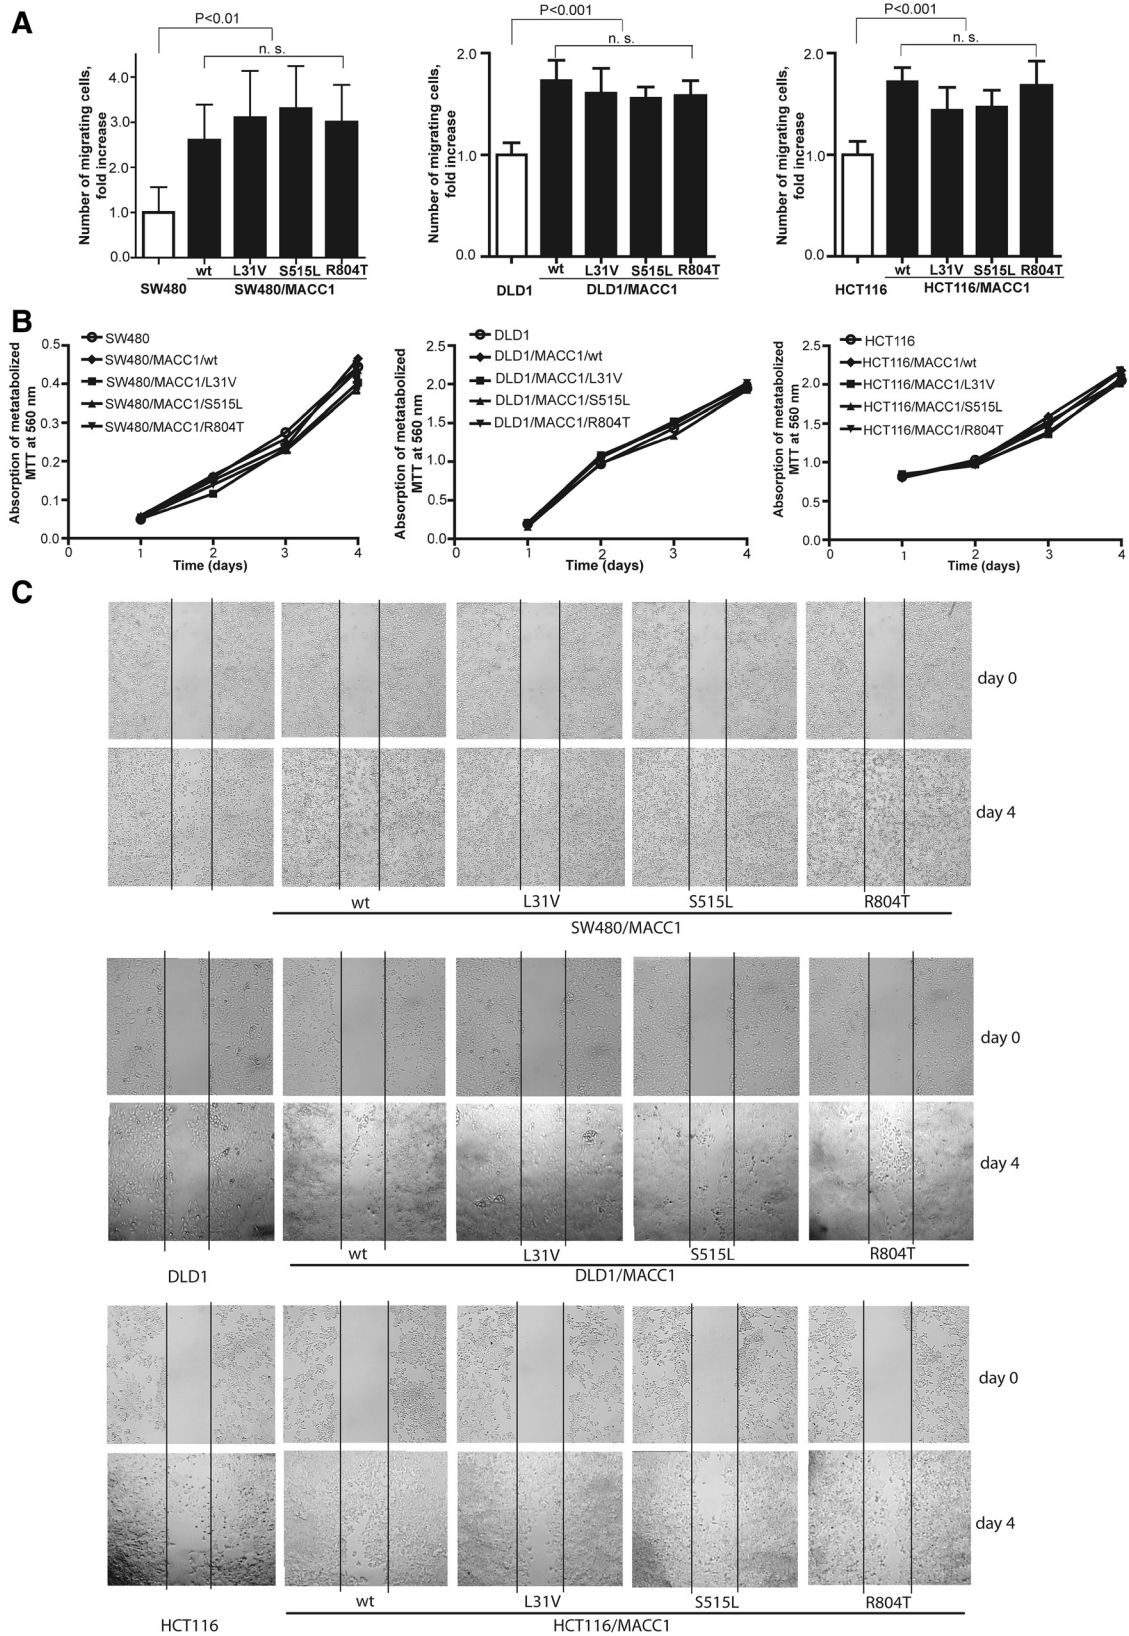 A
P<0.01
n. s.
Number of migrating cells,
fold increase
4.0
3.0
2.0
1.0
0.0
wt L31V S515L R804T
SW480 SW480/MACC1
P<0.001
n. s.
Number of migrating cells,
fold increase
2.0
1.0
0.0
wt L31V S515L R804T
DLD1 DLD1/MACC1
P<0.001
n. s.
Number of migrating cells,
fold increase
2.0
1.0
0.0
wt L31V S515L R804T
HCT116 HCT116/MACC1
B
SW480
SW480/MACC1/wt
SW480/MACC1/L31V
SW480/MACC1/S515L
SW480/MACC1/R804T
Absorption of metatabolized
MTT at 560 nm
0.5
0.4
0.3
0.2
0.1
0.0
0 1 2 3 4
Time (days)
DLD1
DLD1/MACC1/wt
DLD1/MACC1/L31V
DLD1/MACC1/S515L
DLD1/MACC1/R804T
Absorption of metatabolized
MTT at 560 nm
2.5
2.0
1.5
1.0
0.5
0.0
0 1 2 3 4
Time (days)
HCT116
HCT116/MACC1/wt
HCT116/MACC1/L31V
HCT116/MACC1/S515L
HCT116/MACC1/R804T
Absorption of metatabolized
MTT at 560 nm
2.5
2.0
1.5
1.0
0.5
0.0
0 1 2 3 4
Time (days)
C
day 0
day 4
wt L31V S515L R804T
SW480/MACC1
day 0
day 4
wt L31V S515L R804T
DLD1 DLD1/MACC1
day 0
day 4
wt L31V S515L R804T
HCT116 HCT116/MACC1